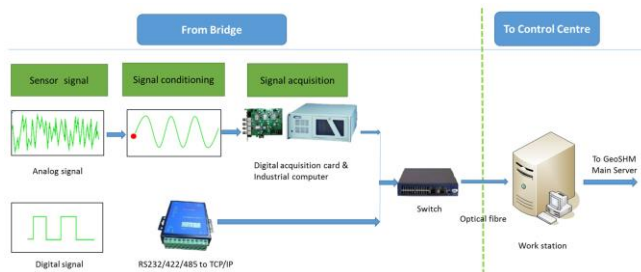 From Bridge
To Control Centre
Sensor signal
Signal conditioning
Signal acquisition
Analog signal
Digital acquisition card &
Industrial computer
To GeoSHM
Main Server
Switch
Optical fibre
Work station
Digital signal
RS232/422/485 to TCP/IP